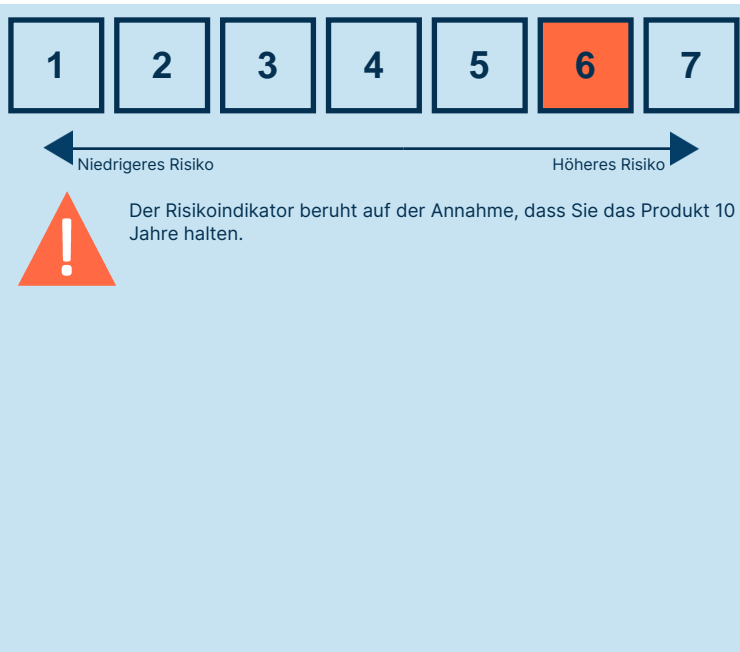 1 2 3 4 5 6 7
Niedrigeres Risiko Höheres Risiko
Der Risikoindikator beruht auf der Annahme, dass Sie das Produkt 10
Jahre halten.